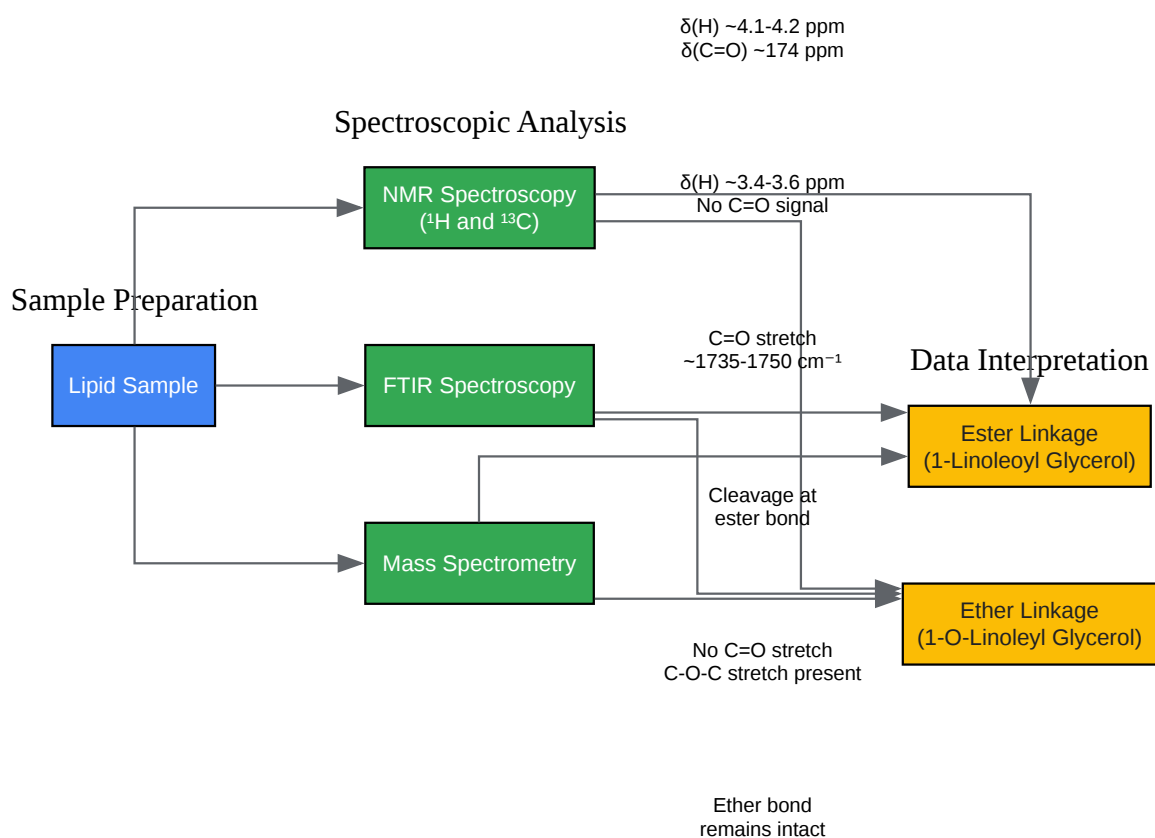 δ(H) ~4.1-4.2 ppm
δ(C=O) ~174 ppm
Spectroscopic Analysis
NMR Spectroscopy
(¹H and ¹³C)
δ(H) ~3.4-3.6 ppm
No C=O signal
Sample Preparation
Lipid Sample
FTIR Spectroscopy
C=O stretch
~1735-1750 cm⁻¹
Data Interpretation
Ester Linkage
(1-Linoleoyl Glycerol)
Cleavage at
ester bond
Mass Spectrometry
Ether Linkage
(1-O-Linoleyl Glycerol)
No C=O stretch
C-O-C stretch present
Ether bond
remains intact